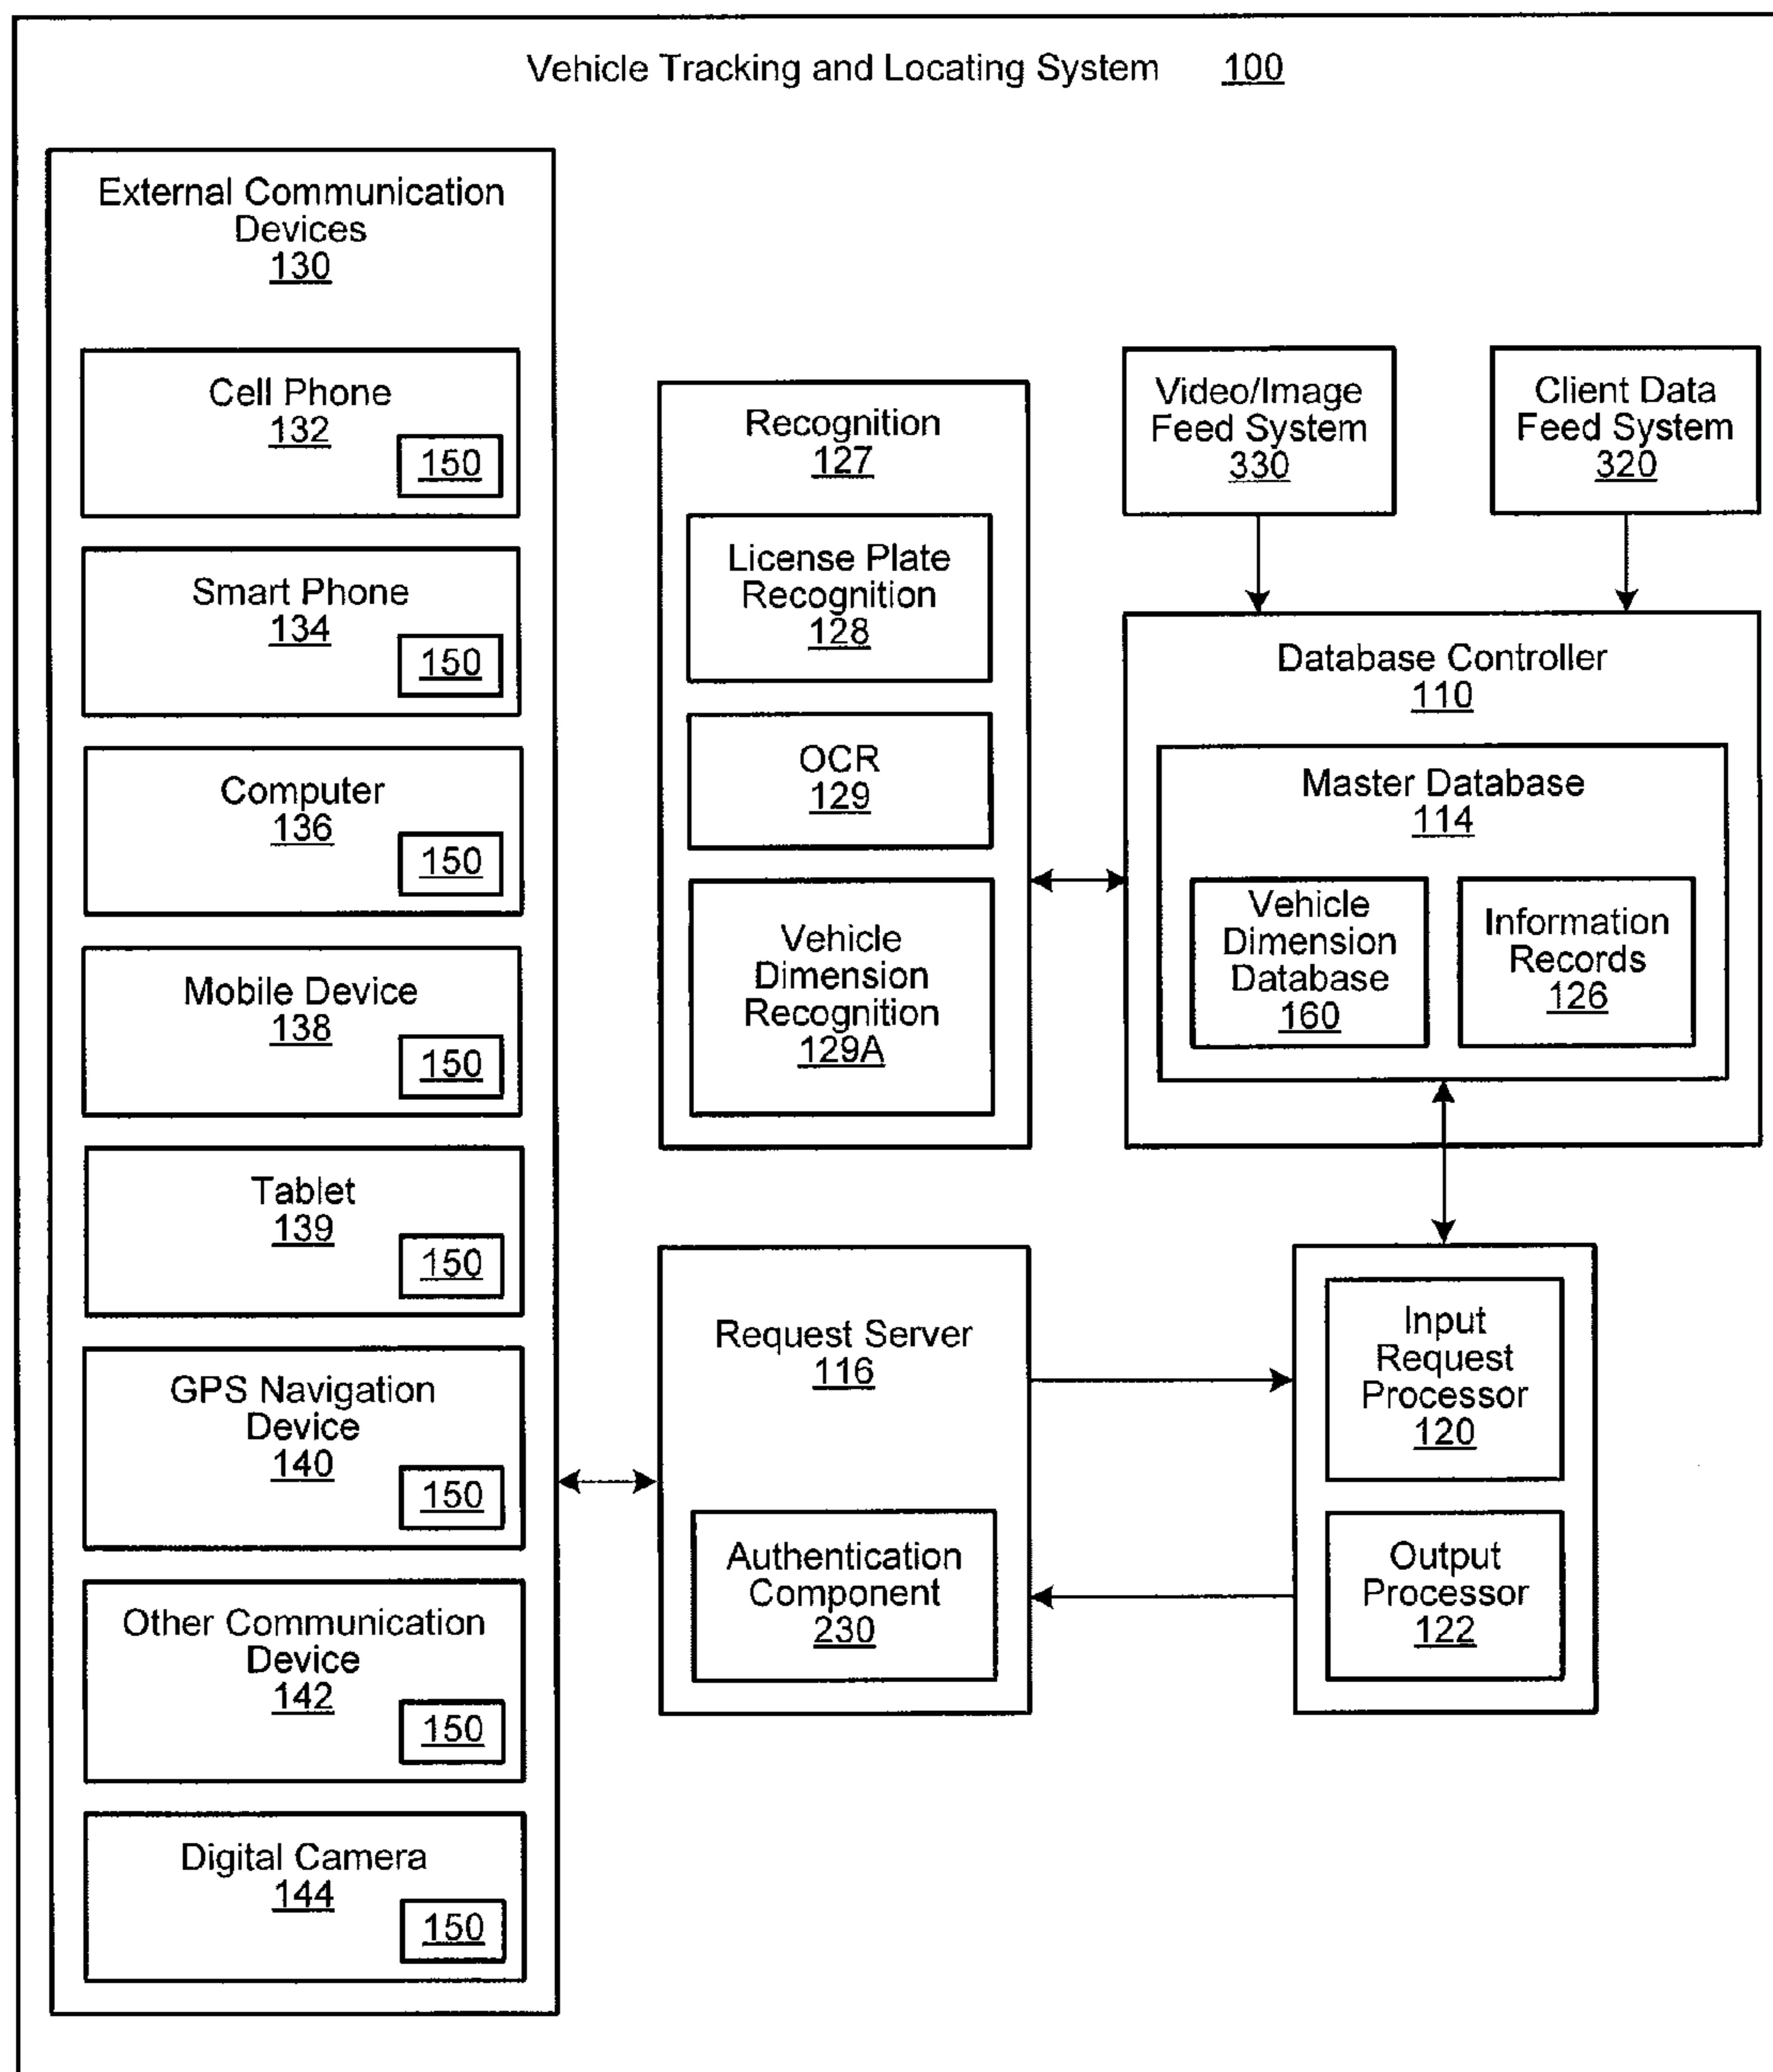 Vehicle Tracking and Locating System 100
External Communication
Devices
130
Cell Phone
132
150
Smart Phone
134
150
Computer
136
150
Mobile Device
138
150
Tablet
139
150
GPS Navigation
Device
140
150
Other Communication
Device
142
150
Digital Camera
144
150
Recognition
127
License Plate
Recognition
128
OCR
129
Vehicle
Dimension
Recognition
129A
Video/Image
Feed System
330
Client Data
Feed System
320
Database Controller
110
Master Database
114
Vehicle
Dimension
Database
160
Information
Records
126
Request Server
116
Authentication
Component
230
Input
Request
Processor
120
Output
Processor
122